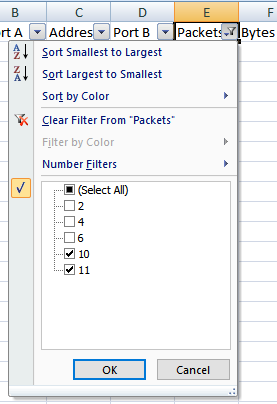 B C D E F
rt A Addres Port B Packets Bytes
Sort Smallest to Largest
Sort Largest to Smallest
Sort by Color
Clear Filter From "Packets"
Filter by Color
Number Filters
(Select All)
2
4
6
10
11
OK Cancel